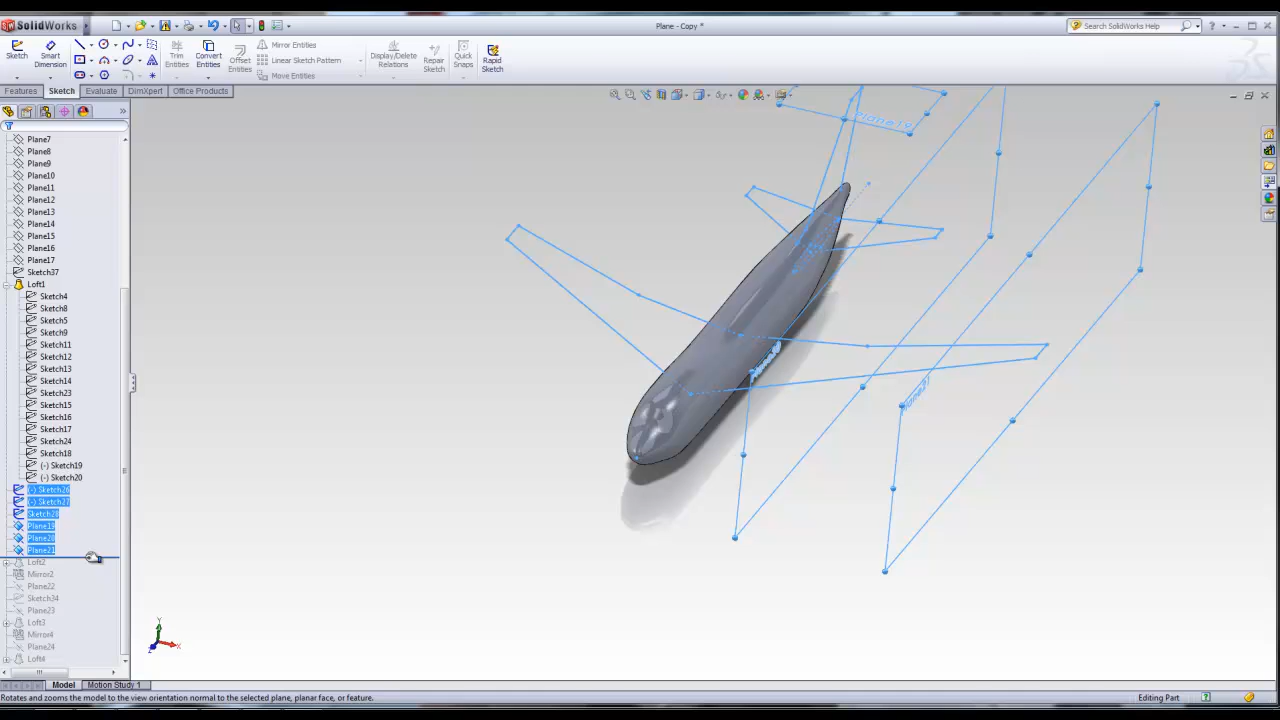 SolidWorks
Plane - Copy *
Search SolidWorks Help
Sketch
Smart Dimension
Trim Entities
Convert Entities
Offset Entities
Mirror Entities
Linear Sketch Pattern
Move Entities
Display/Delete Relations
Repair Sketch
Quick Snaps
Rapid Sketch
Features
Sketch
Evaluate
DimXpert
Office Products
Plane7
Plane8
Plane9
Plane10
Plane11
Plane12
Plane13
Plane14
Plane15
Plane16
Plane17
Sketch37
Loft1
Sketch4
Sketch8
Sketch5
Sketch9
Sketch11
Sketch12
Sketch13
Sketch14
Sketch23
Sketch15
Sketch16
Sketch17
Sketch24
Sketch18
(-) Sketch19
(-) Sketch20
(-) Sketch26
(-) Sketch27
Sketch28
Plane19
Plane20
Plane21
Loft2
Mirror2
Plane22
Sketch34
Plane23
Loft3
Mirror4
Plane24
Loft4
Plane19
Y
X
Z
Model
Motion Study 1
Rotates and zooms the model to the view orientation normal to the selected plane, planar face, or feature.
Editing Part